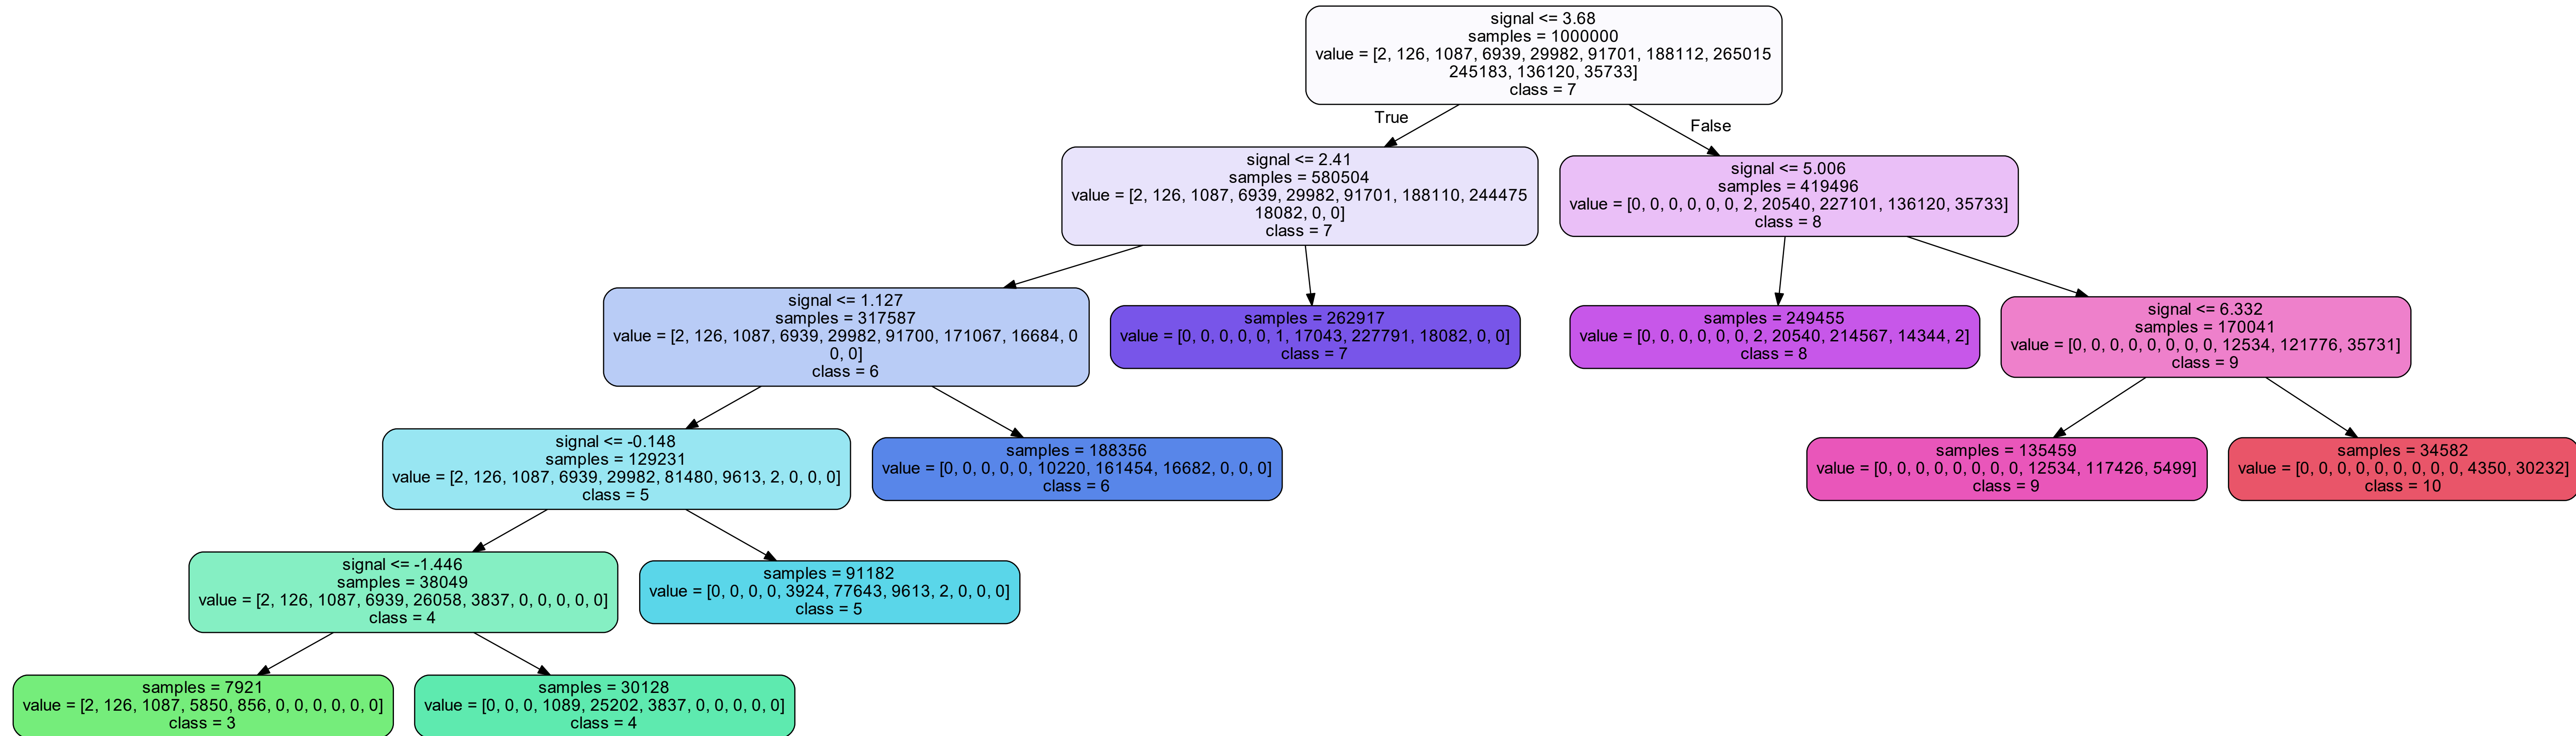 signal <= 3.68
samples = 1000000
value = [2, 126, 1087, 6939, 29982, 91701, 188112, 265015
245183, 136120, 35733]
class = 7
True
False
signal <= 2.41
samples = 580504
value = [2, 126, 1087, 6939, 29982, 91701, 188110, 244475
18082, 0, 0]
class = 7
signal <= 5.006
samples = 419496
value = [0, 0, 0, 0, 0, 0, 2, 20540, 227101, 136120, 35733]
class = 8
signal <= 1.127
samples = 317587
value = [2, 126, 1087, 6939, 29982, 91700, 171067, 16684, 0
0, 0]
class = 6
samples = 262917
value = [0, 0, 0, 0, 0, 1, 17043, 227791, 18082, 0, 0]
class = 7
samples = 249455
value = [0, 0, 0, 0, 0, 0, 2, 20540, 214567, 14344, 2]
class = 8
signal <= 6.332
samples = 170041
value = [0, 0, 0, 0, 0, 0, 0, 0, 12534, 121776, 35731]
class = 9
signal <= -0.148
samples = 129231
value = [2, 126, 1087, 6939, 29982, 81480, 9613, 2, 0, 0, 0]
class = 5
samples = 188356
value = [0, 0, 0, 0, 0, 10220, 161454, 16682, 0, 0, 0]
class = 6
samples = 135459
value = [0, 0, 0, 0, 0, 0, 0, 0, 12534, 117426, 5499]
class = 9
samples = 34582
value = [0, 0, 0, 0, 0, 0, 0, 0, 0, 4350, 30232]
class = 10
signal <= -1.446
samples = 38049
value = [2, 126, 1087, 6939, 26058, 3837, 0, 0, 0, 0, 0]
class = 4
samples = 91182
value = [0, 0, 0, 0, 3924, 77643, 9613, 2, 0, 0, 0]
class = 5
samples = 7921
value = [2, 126, 1087, 5850, 856, 0, 0, 0, 0, 0, 0]
class = 3
samples = 30128
value = [0, 0, 0, 1089, 25202, 3837, 0, 0, 0, 0, 0]
class = 4